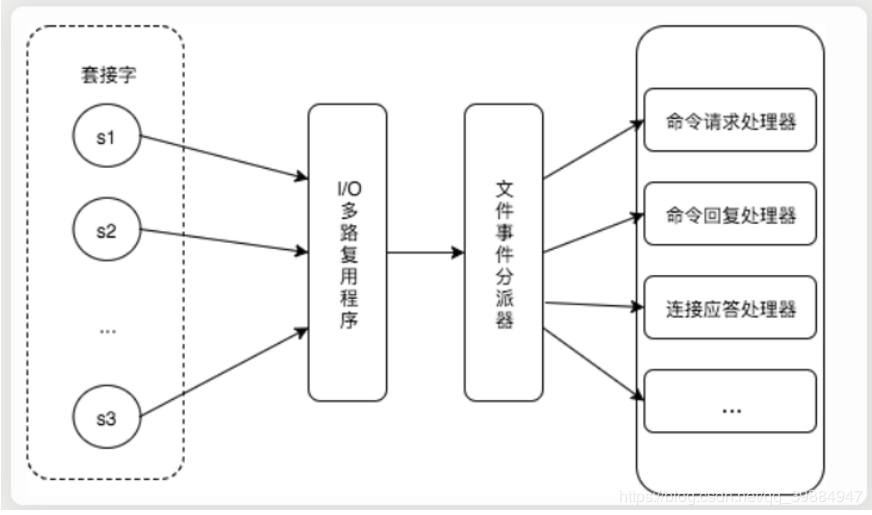 套接字
s1
s2
...
s3
I/O
多
路
复
用
程
序
文
件
事
件
分
派
器
命令请求处理器
命令回复处理器
连接应答处理器
...
https://blog.csdn.net/qq_39884947